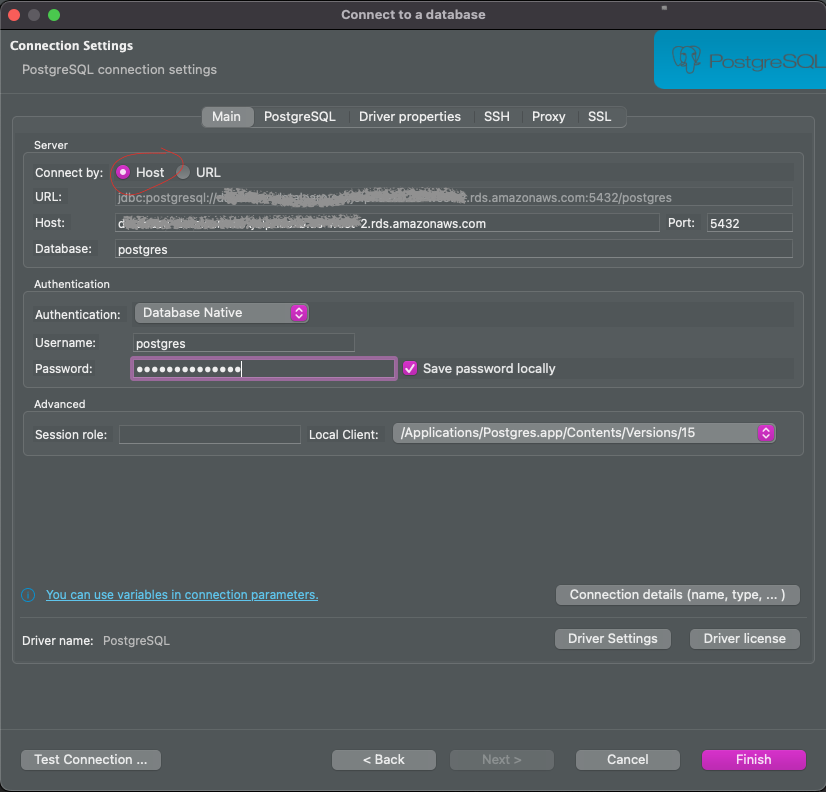 Connect to a database
Connection Settings
PostgreSQL connection settings
PostgreSQL
Main PostgreSQL Driver properties SSH Proxy SSL
Server
Connect by: Host URL
URL: jdbc:postgresql://d .rds.amazonaws.com:5432/postgres
Host: d 2.rds.amazonaws.com Port: 5432
Database: postgres
Authentication
Authentication: Database Native
Username: postgres
Password: •••••••••••••• Save password locally
Advanced
Session role: Local Client: /Applications/Postgres.app/Contents/Versions/15
You can use variables in connection parameters. Connection details (name, type, ... )
Driver name: PostgreSQL Driver Settings Driver license
Test Connection ... < Back Next > Cancel Finish